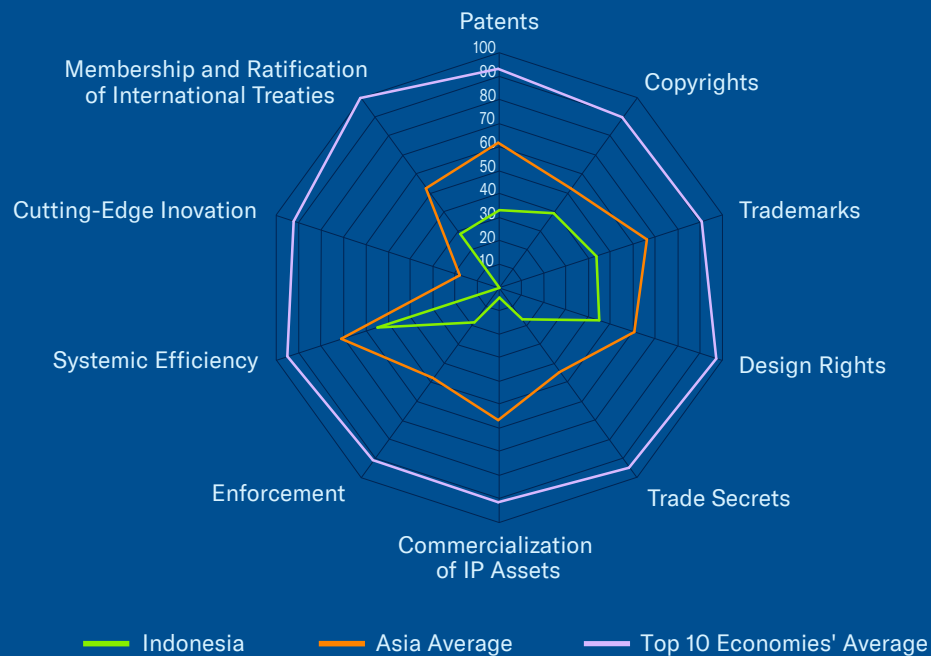 Patents
Copyrights
Trademarks
Design Rights
Trade Secrets
Commercialization
of IP Assets
Enforcement
Systemic Efficiency
Cutting-Edge Inovation
Membership and Ratification
of International Treaties
100
90
80
70
60
50
40
30
20
10
Indonesia
Asia Average
Top 10 Economies' Average